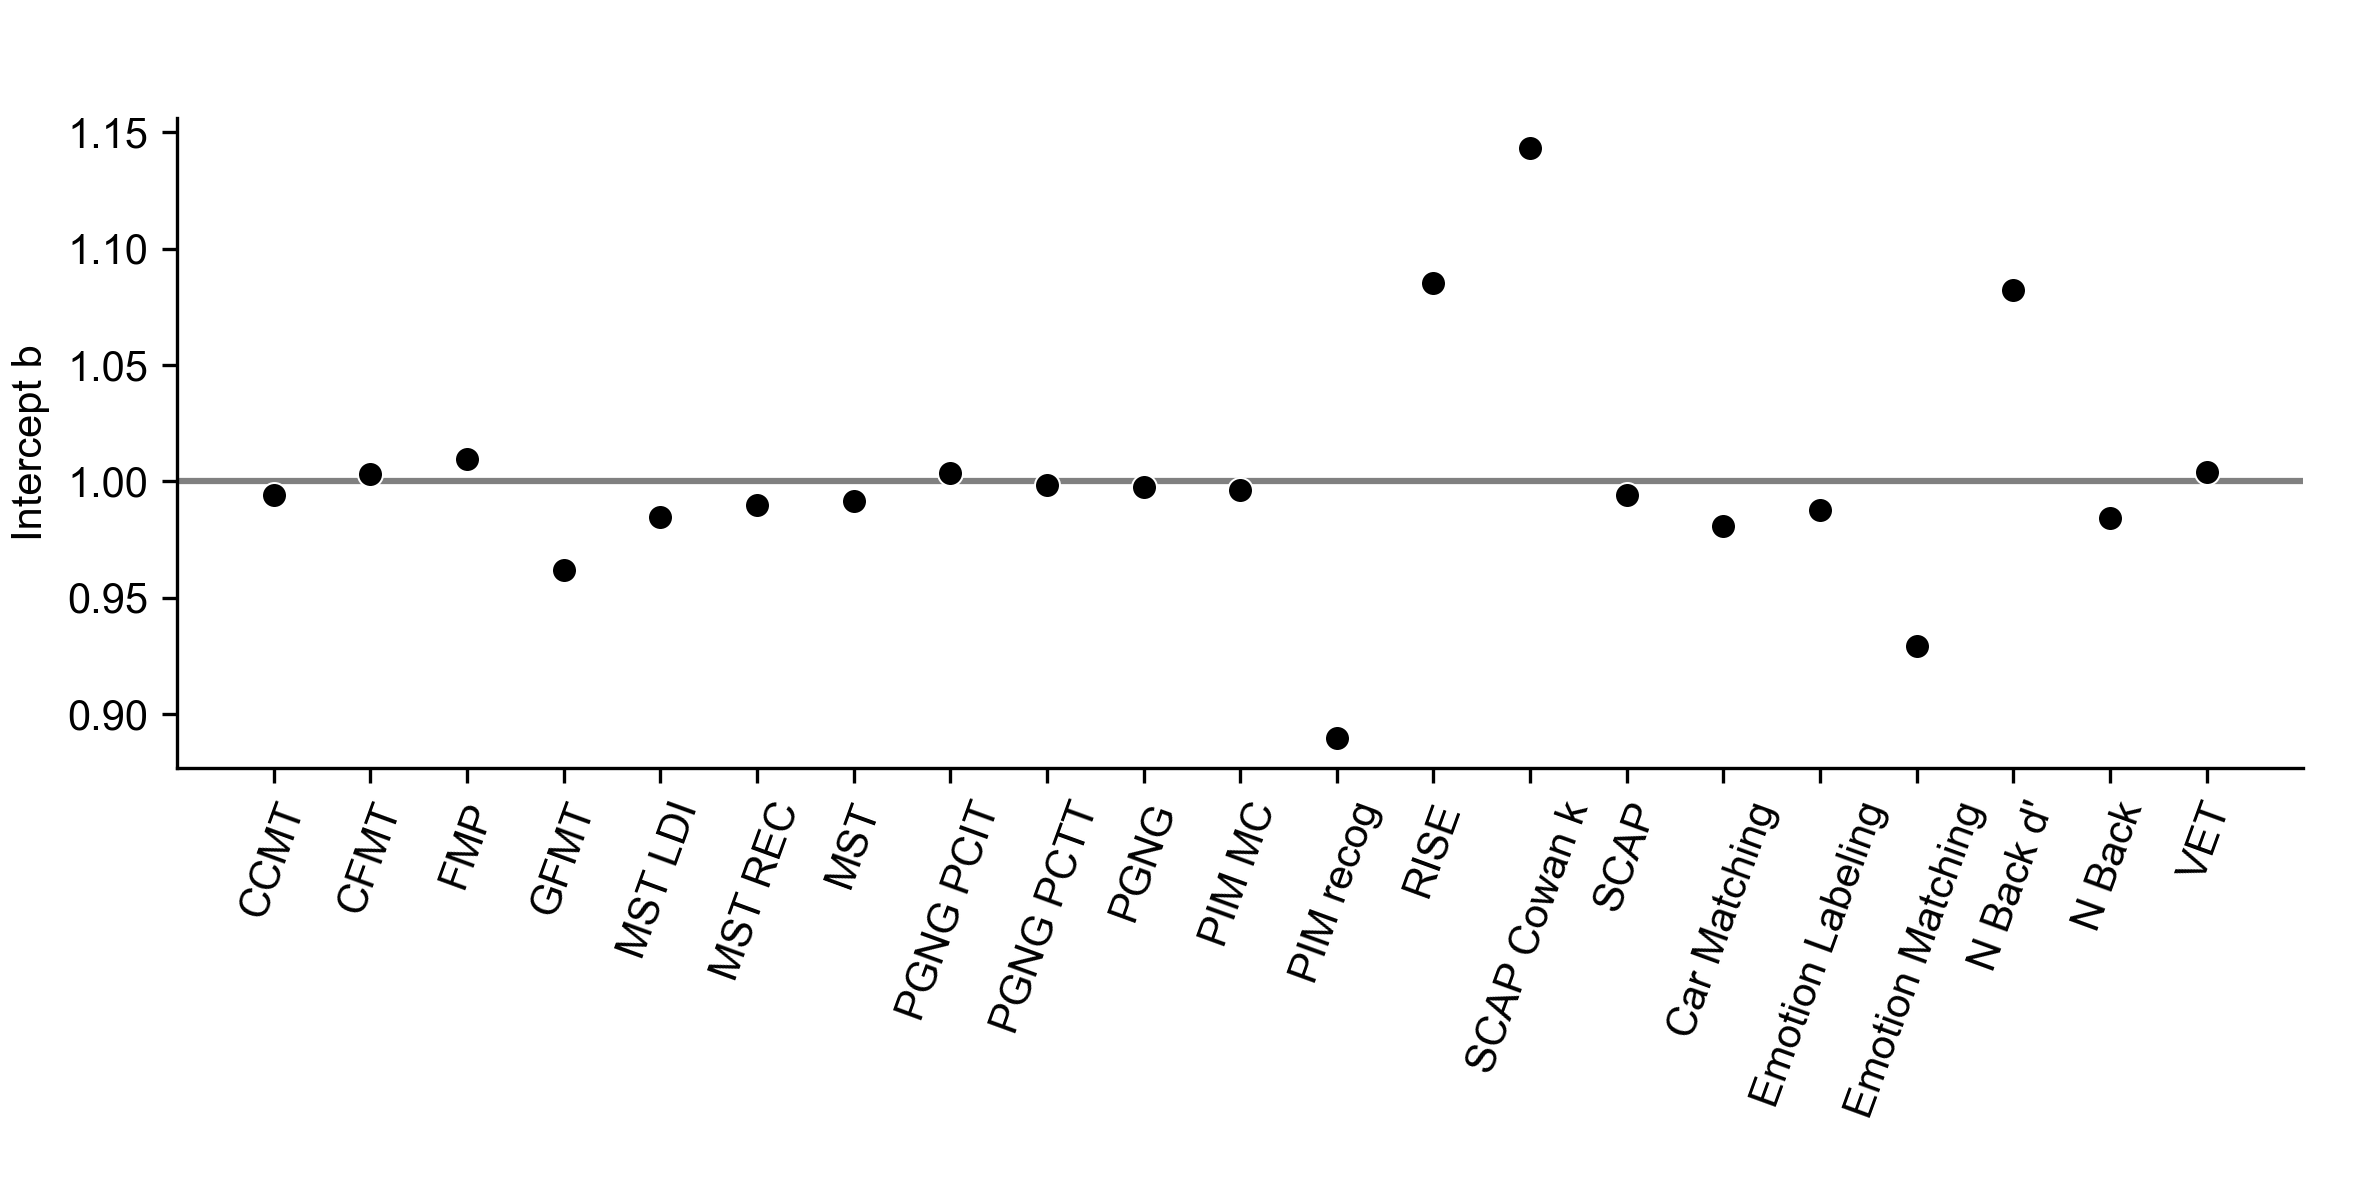 1.15
1.10
1.05
1.00
0.95
0.90
Intercept b
CCMT
CFMT
FMP
GFMT
MST LDI
MST REC
MST
PGNG PCIT
PGNG PCTT
PGNG
PIM MC
PIM recog
RISE
SCAP Cowan k
SCAP
Car Matching
Emotion Labeling
Emotion Matching
N Back d'
N Back
VET